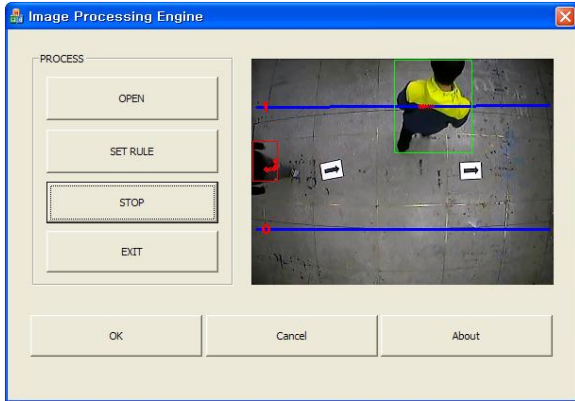 Image Processing Engine
PROCESS
OPEN
SET RULE
STOP
EXIT
OK
Cancel
About